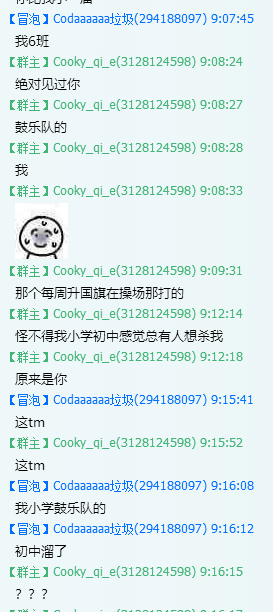 【冒泡】Codaaaaaa垃圾(294188097) 9:07:45
我6班
【群主】Cooky_qi_e(3128124598) 9:08:24
绝对见过你
【群主】Cooky_qi_e(3128124598) 9:08:27
鼓乐队的
【群主】Cooky_qi_e(3128124598) 9:08:28
我
【群主】Cooky_qi_e(3128124598) 9:08:33
【群主】Cooky_qi_e(3128124598) 9:09:31
那个每周升国旗在操场那打的
【群主】Cooky_qi_e(3128124598) 9:12:14
怪不得我小学初中感觉总有人想杀我
【群主】Cooky_qi_e(3128124598) 9:12:18
原来是你
【冒泡】Codaaaaaa垃圾(294188097) 9:15:41
这tm
【群主】Cooky_qi_e(3128124598) 9:15:52
这tm
【冒泡】Codaaaaaa垃圾(294188097) 9:16:08
我小学鼓乐队的
【冒泡】Codaaaaaa垃圾(294188097) 9:16:12
初中溜了
【群主】Cooky_qi_e(3128124598) 9:16:15
？？？